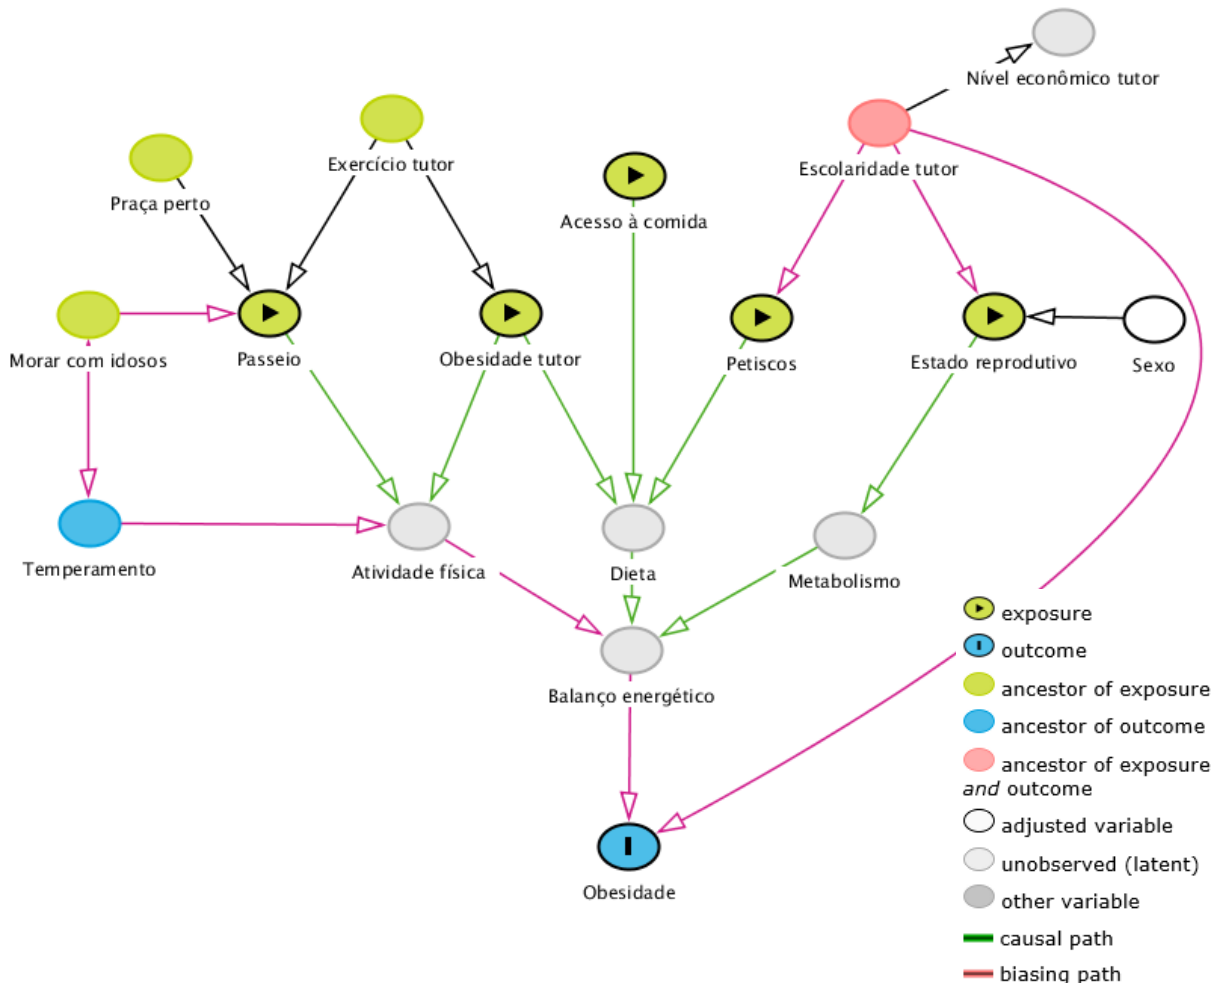 Nível econômico tutor
Exercício tutor
Escolaridade tutor
Praça perto
Acesso à comida
Morar com idosos
Passeio
Obesidade tutor
Petiscos
Estado reprodutivo
Sexo
Temperamento
Atividade física
Dieta
Metabolismo
Balanço energético
Obesidade
exposure
outcome
ancestor of exposure
ancestor of outcome
ancestor of exposure
and outcome
adjusted variable
unobserved (latent)
other variable
causal path
biasing path